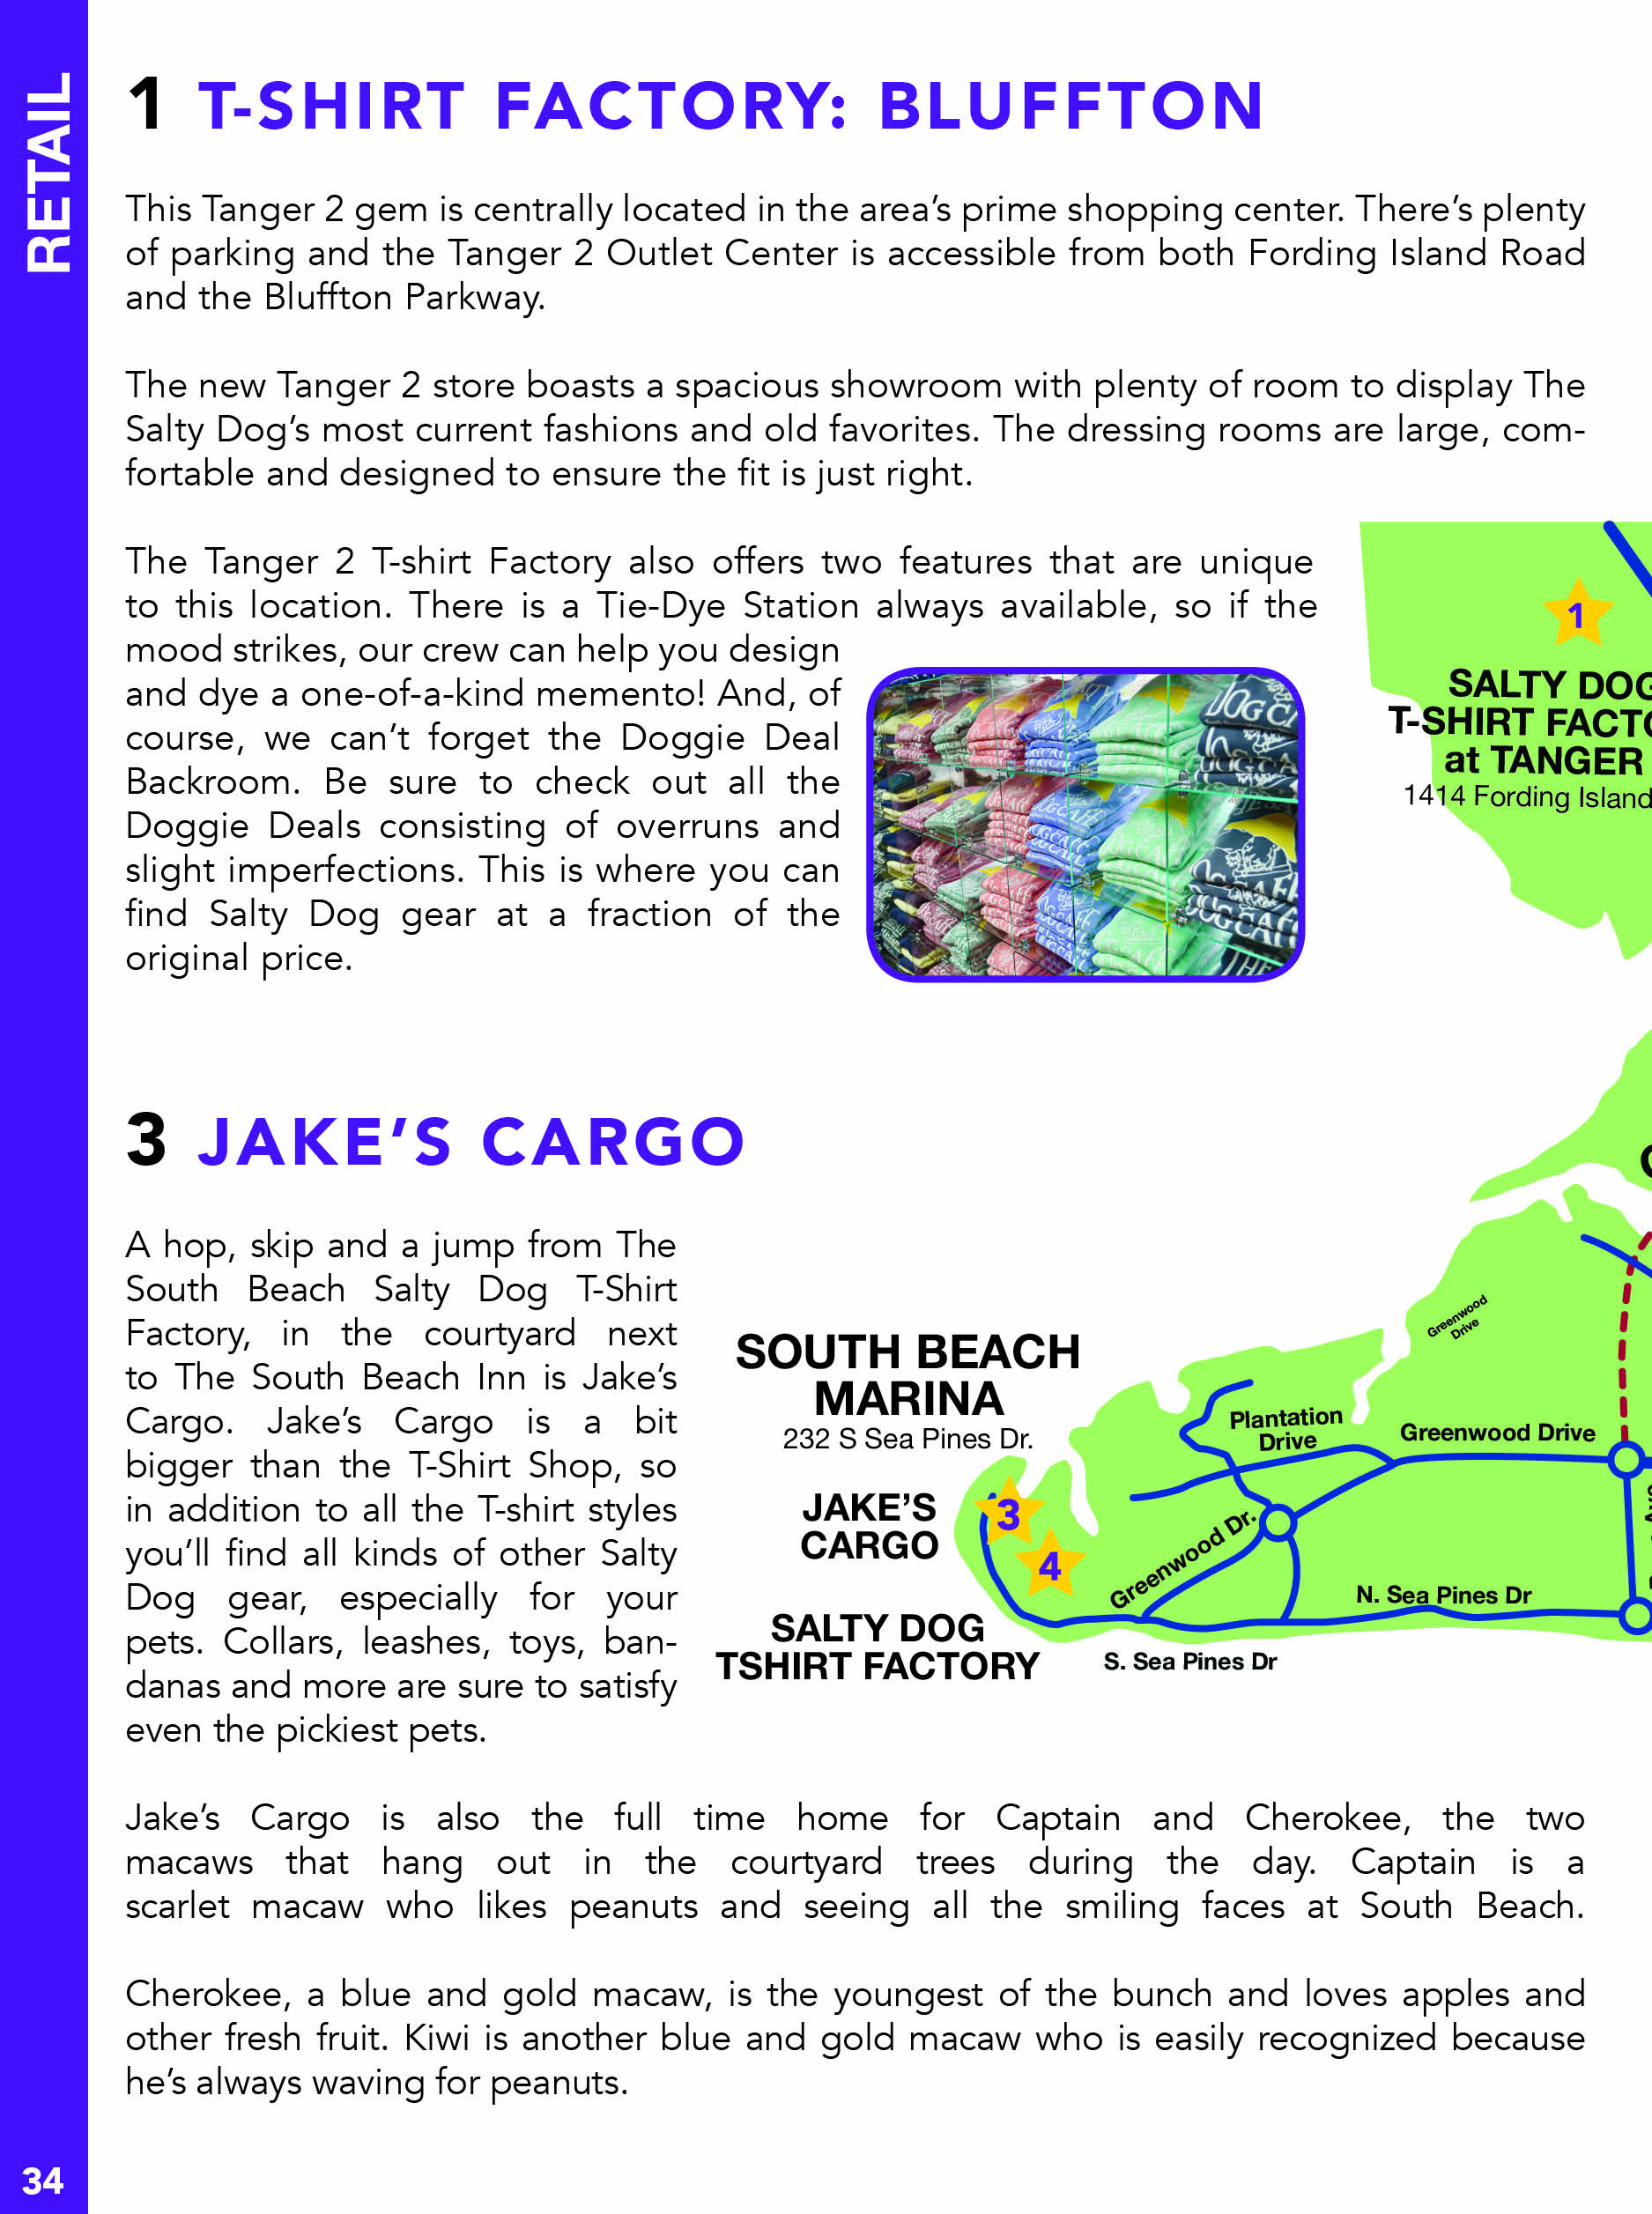 RETAIL
1 T-SHIRT FACTORY: BLUFFTON
This Tanger 2 gem is centrally located in the area’s prime shopping center. There’s plenty
of parking and the Tanger 2 Outlet Center is accessible from both Fording Island Road
and the Bluffton Parkway.
The new Tanger 2 store boasts a spacious showroom with plenty of room to display The
Salty Dog’s most current fashions and old favorites. The dressing rooms are large, com-
fortable and designed to ensure the fit is just right.
The Tanger 2 T-shirt Factory also offers two features that are unique
to this location. There is a Tie-Dye Station always available, so if the
mood strikes, our crew can help you design
and dye a one-of-a-kind memento! And, of
course, we can’t forget the Doggie Deal
Backroom. Be sure to check out all the
Doggie Deals consisting of overruns and
slight imperfections. This is where you can
find Salty Dog gear at a fraction of the
original price.
1
SALTY DOG
T-SHIRT FACTO
at TANGER
1414 Fording Island
3 JAKE’S CARGO
A hop, skip and a jump from The
South Beach Salty Dog T-Shirt
Factory, in the courtyard next
to The South Beach Inn is Jake’s
Cargo. Jake’s Cargo is a bit
bigger than the T-Shirt Shop, so
in addition to all the T-shirt styles
you’ll find all kinds of other Salty
Dog gear, especially for your
pets. Collars, leashes, toys, ban-
danas and more are sure to satisfy
even the pickiest pets.
SOUTH BEACH
MARINA
232 S Sea Pines Dr.
JAKE’S
CARGO
SALTY DOG
TSHIRT FACTORY
3
4
Greenwood
Drive
Plantation
Drive
Greenwood Drive
Greenwood Dr.
N. Sea Pines Dr
S. Sea Pines Dr
Jake’s Cargo is also the full time home for Captain and Cherokee, the two
macaws that hang out in the courtyard trees during the day. Captain is a
scarlet macaw who likes peanuts and seeing all the smiling faces at South Beach.
Cherokee, a blue and gold macaw, is the youngest of the bunch and loves apples and
other fresh fruit. Kiwi is another blue and gold macaw who is easily recognized because
he’s always waving for peanuts.
34